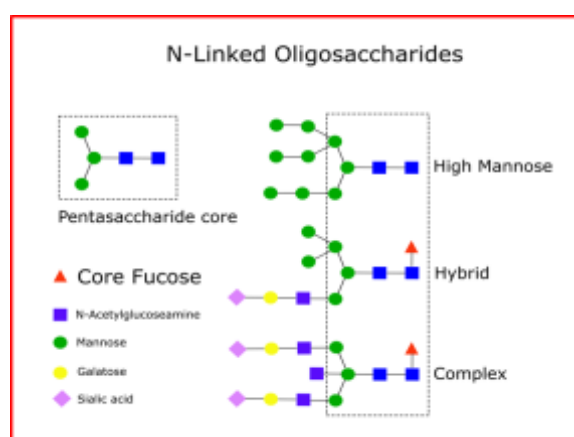 N-Linked Oligosaccharides
High Mannose
Pentasaccharide core
Core Fucose
Hybrid
N-Acetylglucoseamine
Mannose
Galatose
Complex
Sialic acid